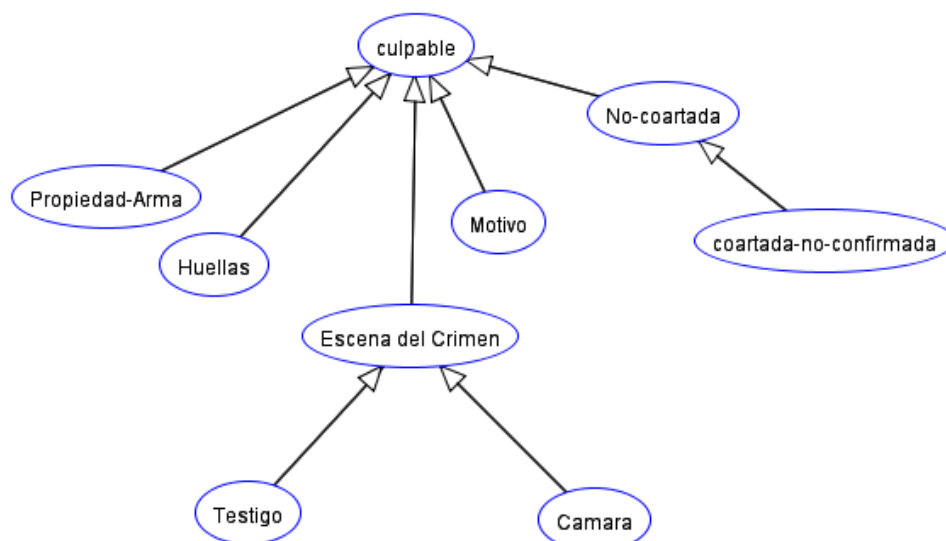 culpable
No-coartada
Propiedad-Arma
Motivo
coartada-no-confirmada
Huellas
Escena del Crimen
Testigo
Camara